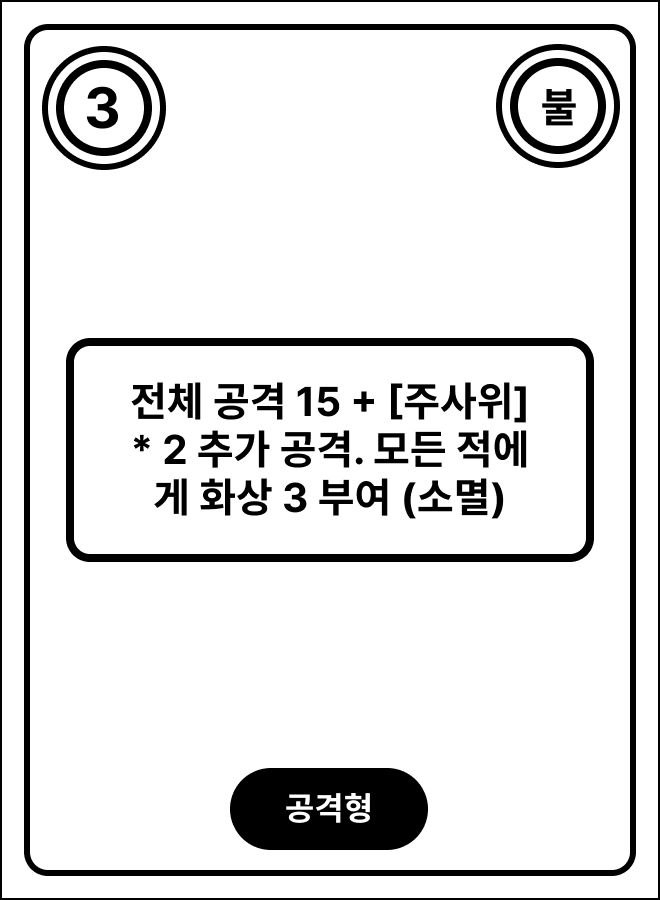 3
불
전체 공격 15 + [주사위]
* 2 추가 공격. 모든 적에
게 화상 3 부여 (소멸)
공격형